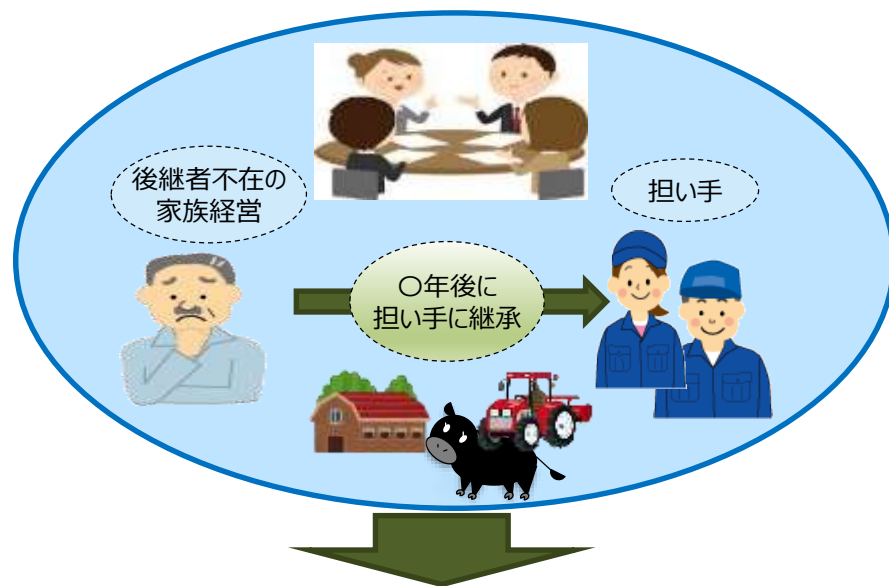 後継者不在の
家族経営
担い手
〇年後に
担い手に継承